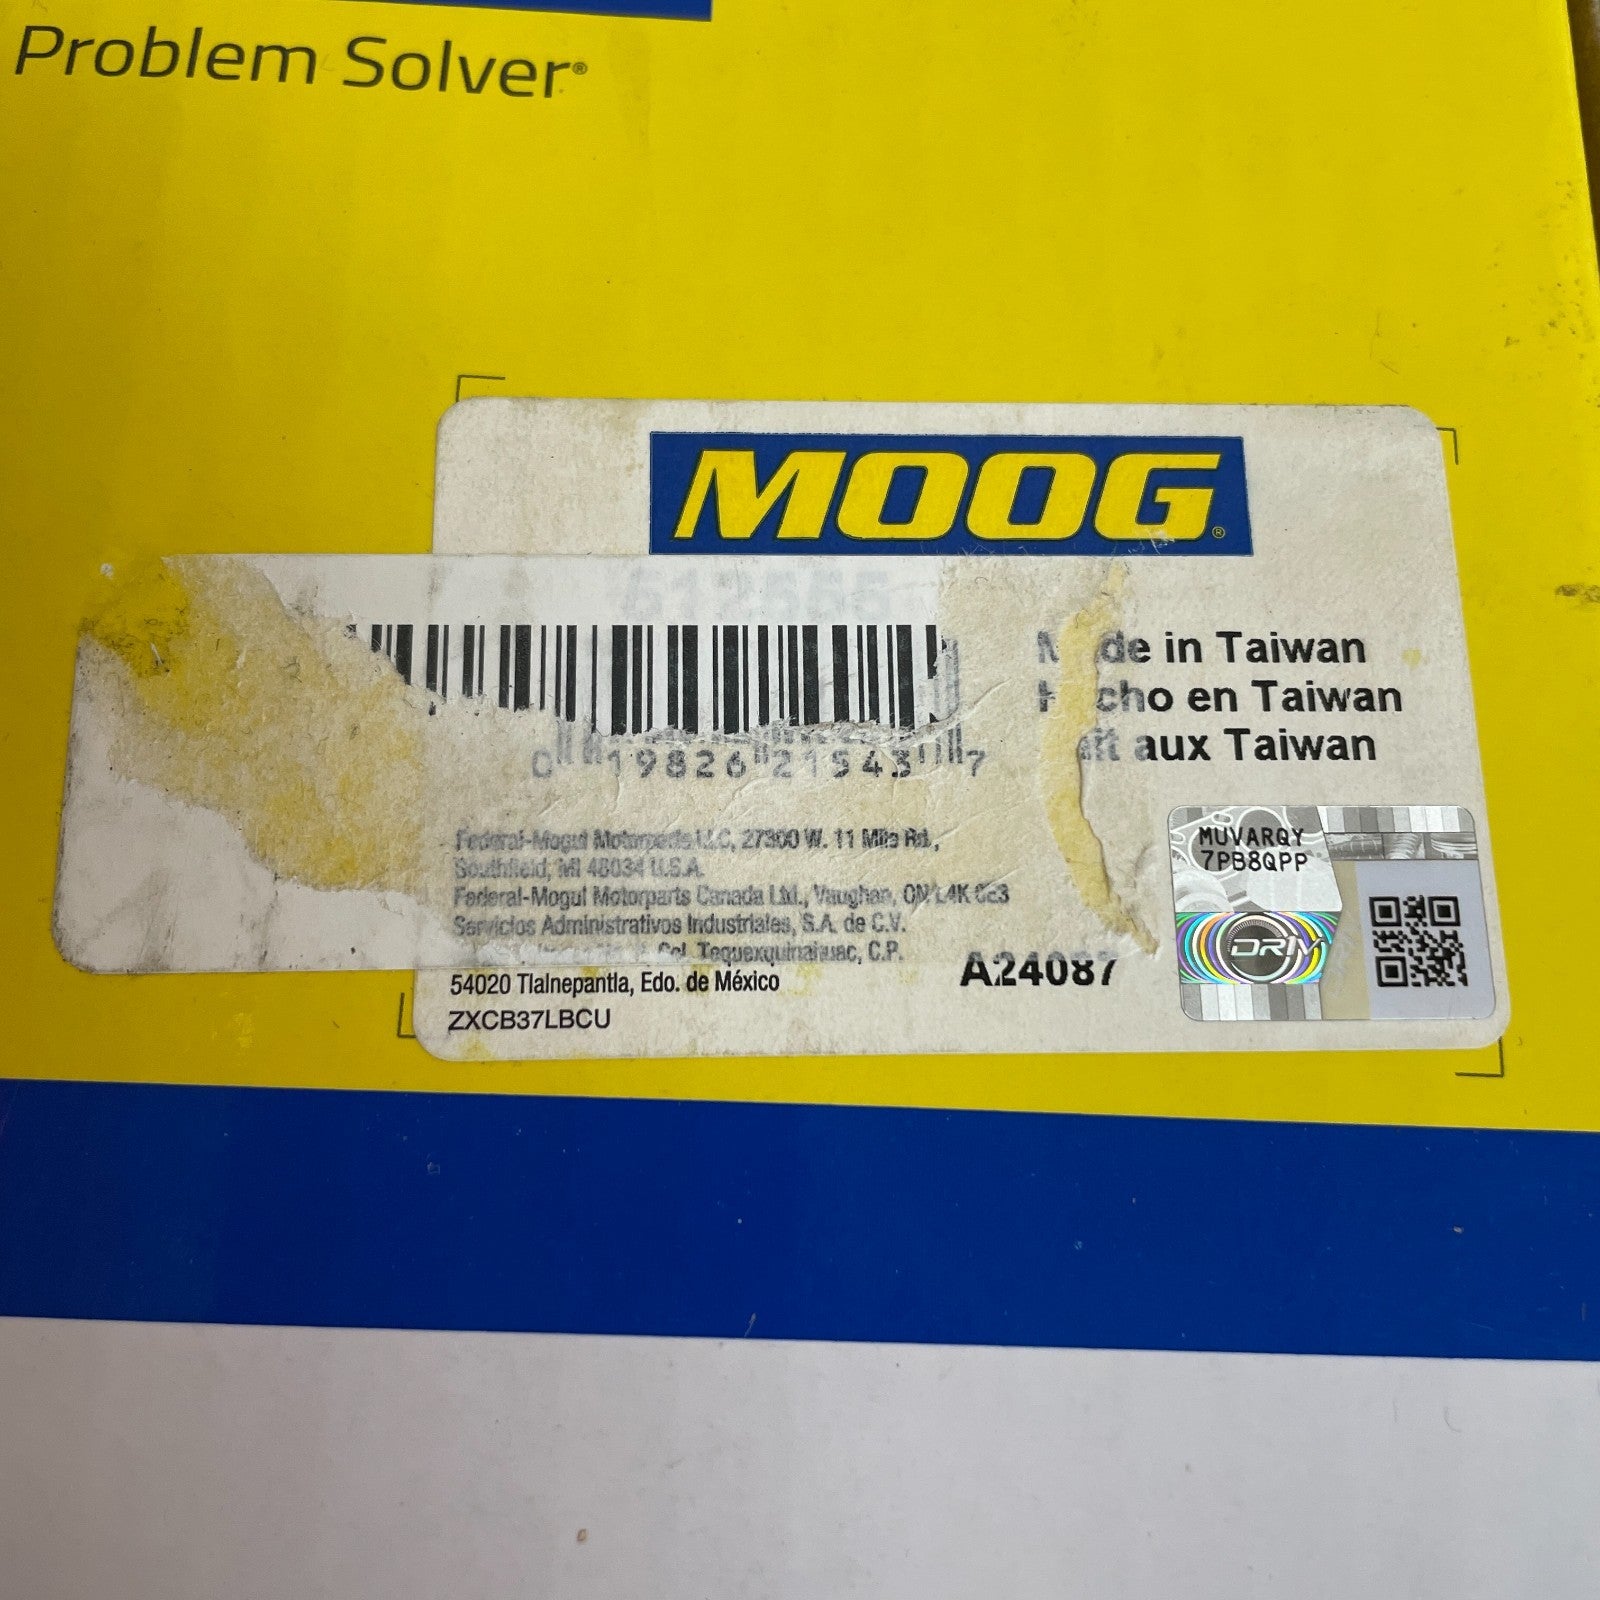 Problem Solver®
MOOG®
Made in Taiwan
Hecho en Taiwan
aux Taiwan
0 19826 21543 7
Federal-Mogul Motorparts LLC, 27300 W. 11 Mile Rd.,
Southfield, MI 48034 U.S.A.
Federal-Mogul Motorparts Canada Ltd., Vaughan, ON L4K
Servicios Administrativos Industriales, S.A. de C.V.
Col. Tequexquinahuac, C.P.
54020 Tlalnepantla, Edo. de México
ZXCB37LBCU
A24087
MUVARQY
7PB8QPP
DRIV